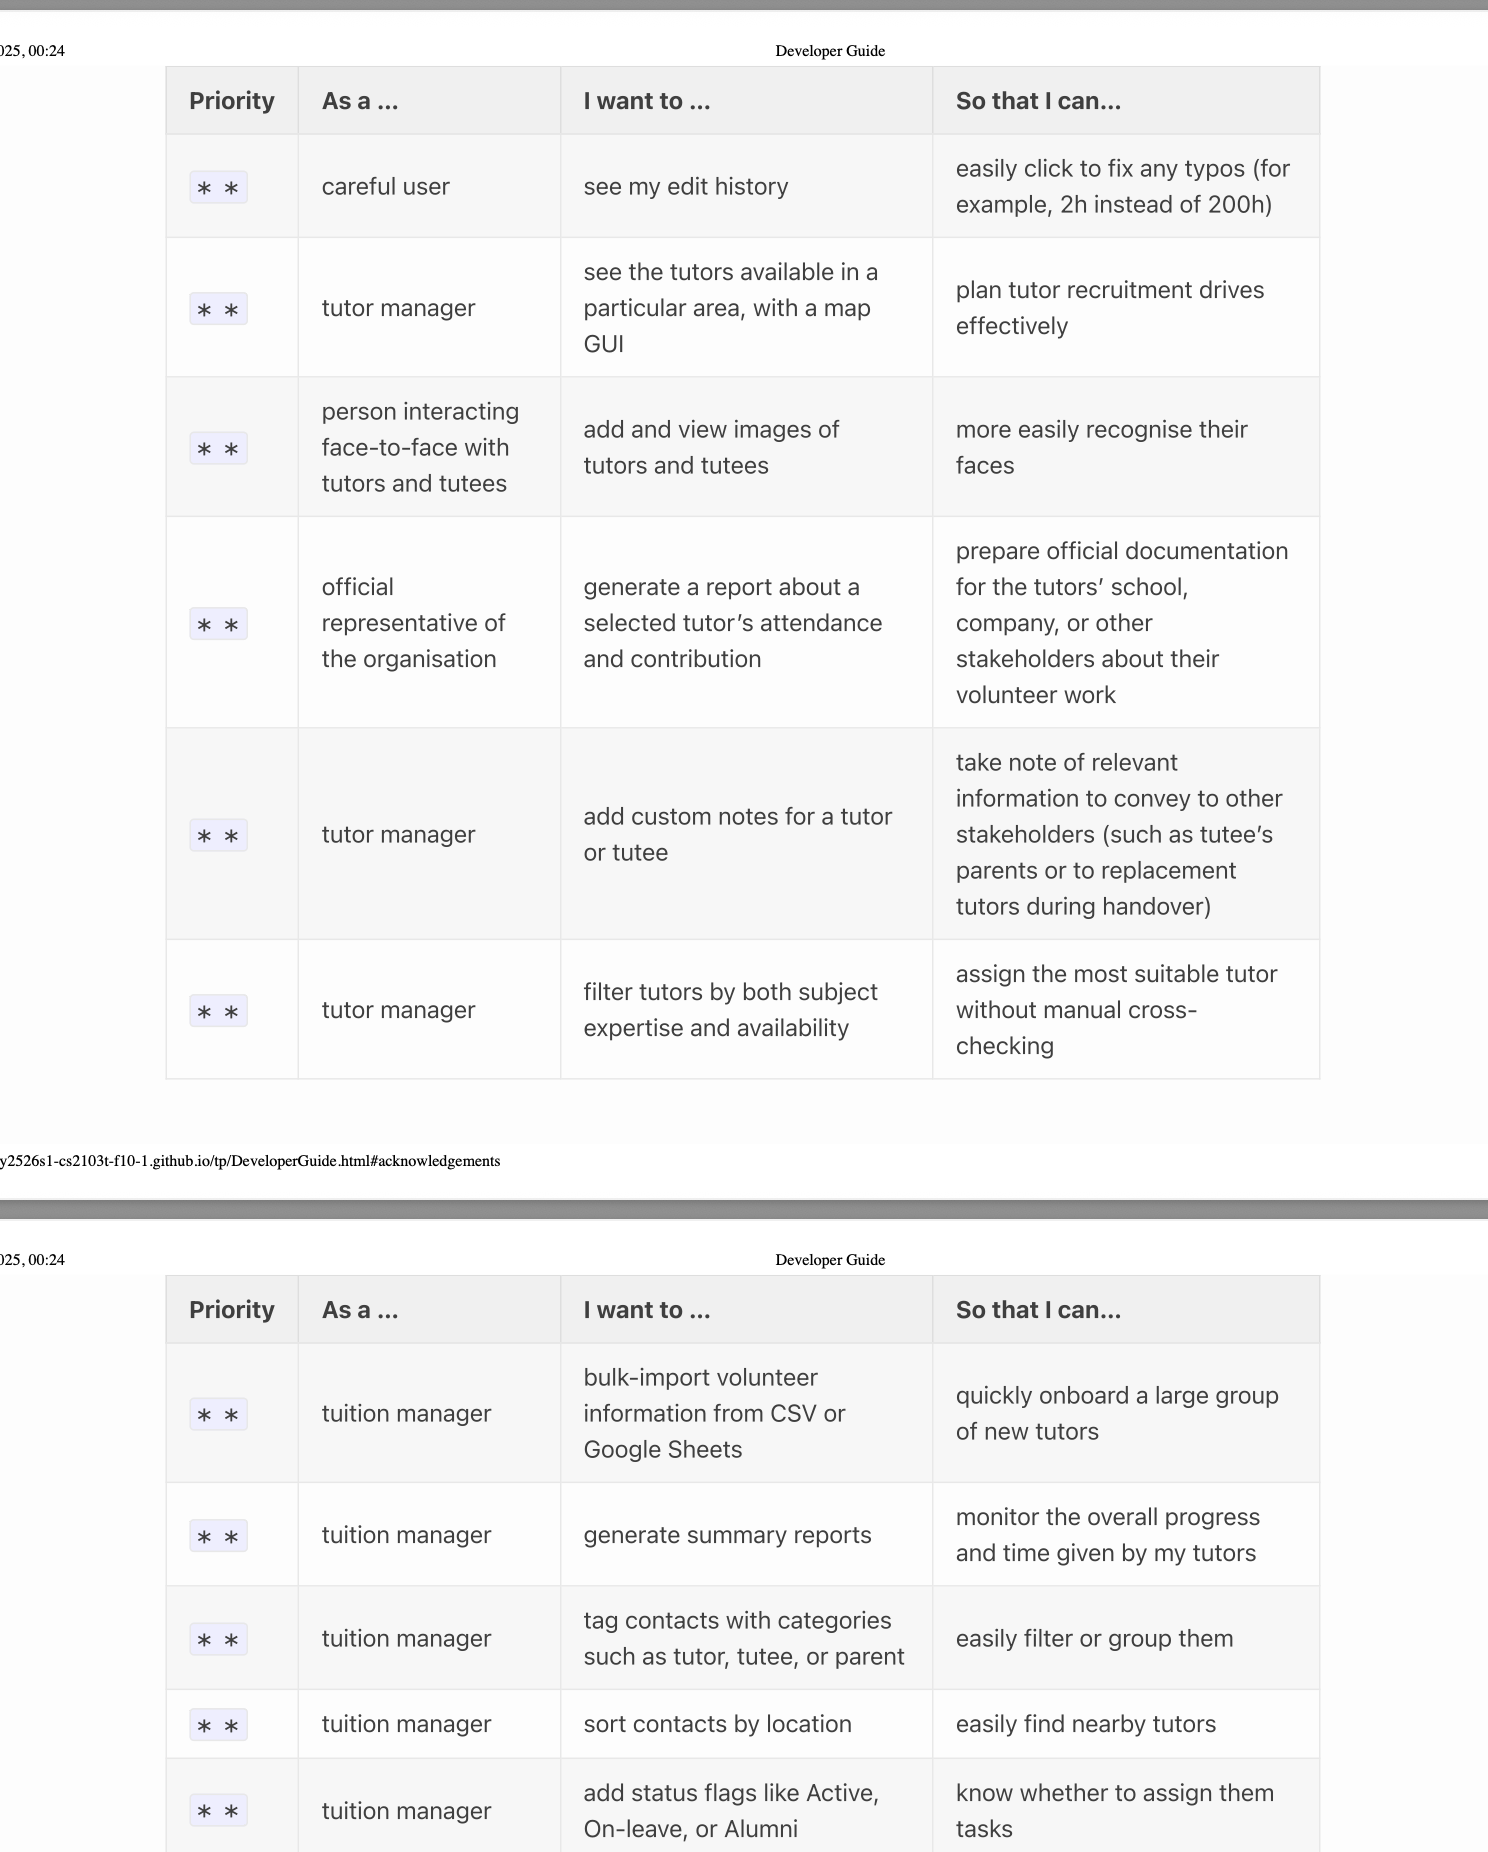 025, 00:24
Developer Guide
Priority
As a ...
I want to ...
So that I can...
* *
careful user
see my edit history
easily click to fix any typos (for
example, 2h instead of 200h)
* *
tutor manager
see the tutors available in a
particular area, with a map
GUI
plan tutor recruitment drives
effectively
* *
person interacting
face-to-face with
tutors and tutees
add and view images of
tutors and tutees
more easily recognise their
faces
* *
official
representative of
the organisation
generate a report about a
selected tutor’s attendance
and contribution
prepare official documentation
for the tutors’ school,
company, or other
stakeholders about their
volunteer work
* *
tutor manager
add custom notes for a tutor
or tutee
take note of relevant
information to convey to other
stakeholders (such as tutee’s
parents or to replacement
tutors during handover)
* *
tutor manager
filter tutors by both subject
expertise and availability
assign the most suitable tutor
without manual cross-
checking
y2526s1-cs2103t-f10-1.github.io/tp/DeveloperGuide.html#acknowledgements
025, 00:24
Developer Guide
Priority
As a ...
I want to ...
So that I can...
* *
tuition manager
bulk-import volunteer
information from CSV or
Google Sheets
quickly onboard a large group
of new tutors
* *
tuition manager
generate summary reports
monitor the overall progress
and time given by my tutors
* *
tuition manager
tag contacts with categories
such as tutor, tutee, or parent
easily filter or group them
* *
tuition manager
sort contacts by location
easily find nearby tutors
* *
tuition manager
add status flags like Active,
On-leave, or Alumni
know whether to assign them
tasks